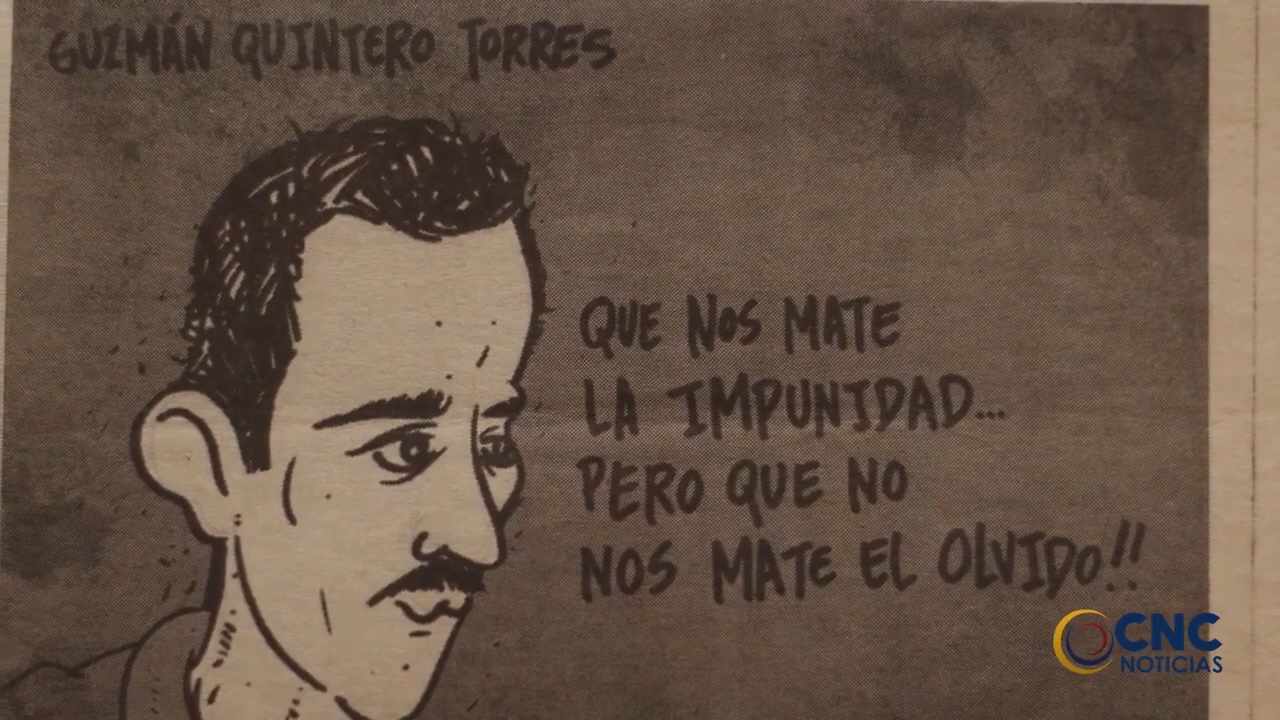 GUZMÁN QUINTERO TORRES
QUE NOS MATE
LA IMPUNIDAD...
PERO QUE NO
NOS MATE EL OLVIDO!!
CNC
NOTICIAS